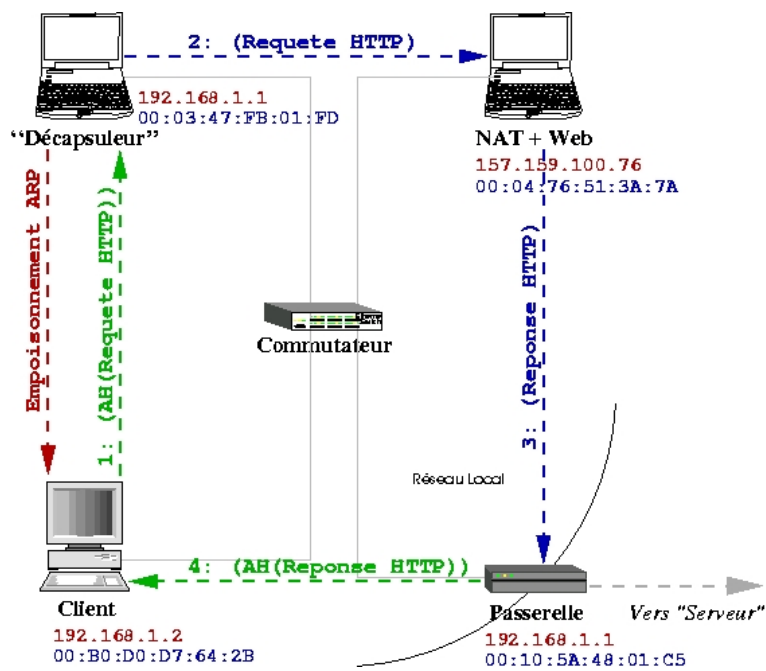 2: (Requete HTTP)
192.168.1.1
00:03:47:FB:01:FD
“Décapsuleur”
NAT + Web
157.159.100.76
00:04:76:51:3A:7A
Empoisonnement ARP
1: (AH(Requete HTTP))
3: (Reponse HTTP)
Commutateur
Réseau Local
4: (AH(Reponse HTTP))
Client
192.168.1.2
00:B0:D0:D7:64:2B
Passerelle
192.168.1.1
00:10:5A:48:01:C5
Vers "Serveur"